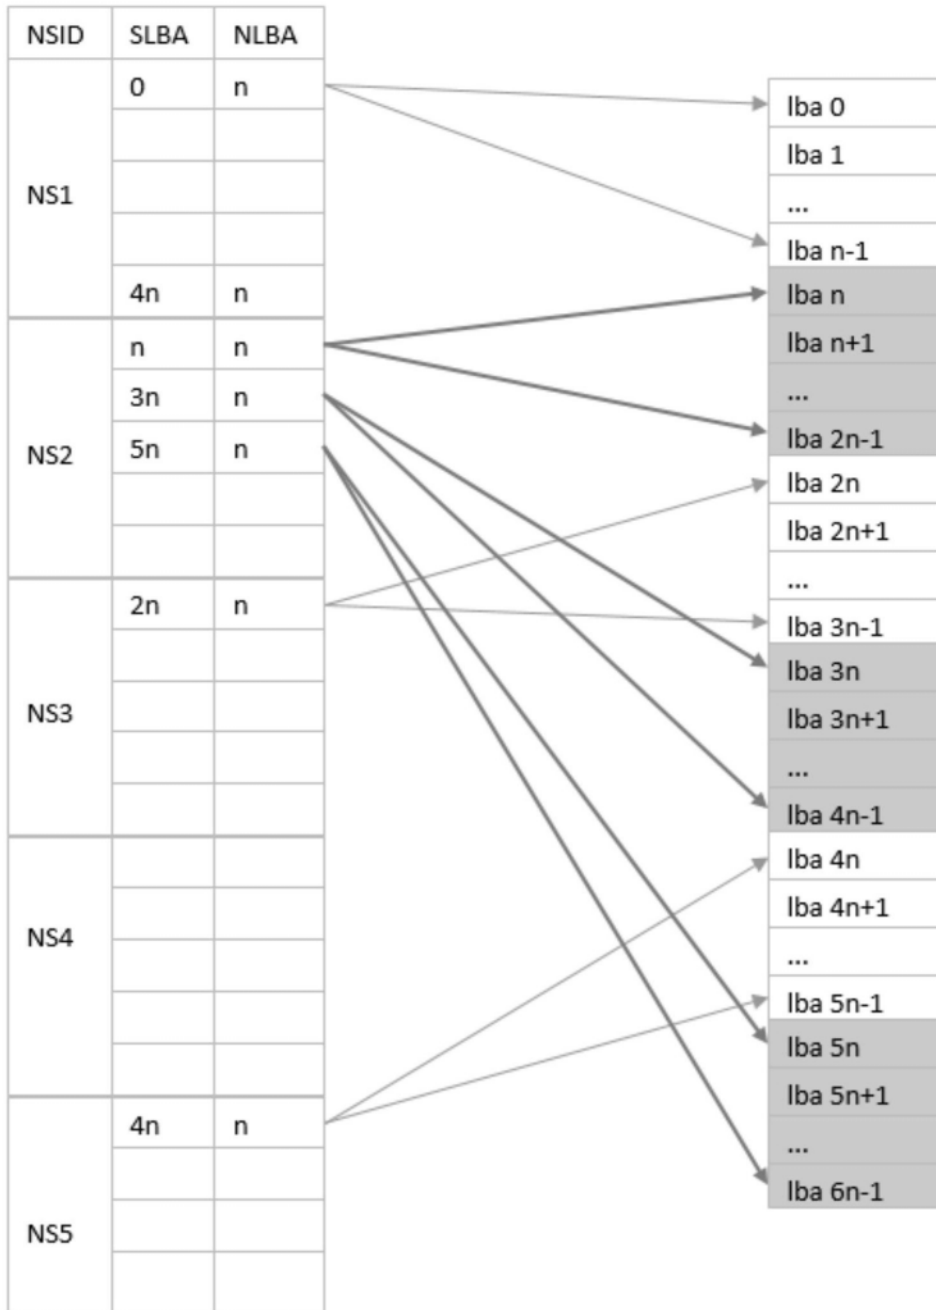 NSID SLBA NLBA
NS1
0 n
4n n
NS2
n n
3n n
5n n
NS3
2n n
NS4
NS5
4n n
lba 0
lba 1
...
lba n-1
lba n
lba n+1
...
lba 2n-1
lba 2n
lba 2n+1
...
lba 3n-1
lba 3n
lba 3n+1
...
lba 4n-1
lba 4n
lba 4n+1
...
lba 5n-1
lba 5n
lba 5n+1
...
lba 6n-1